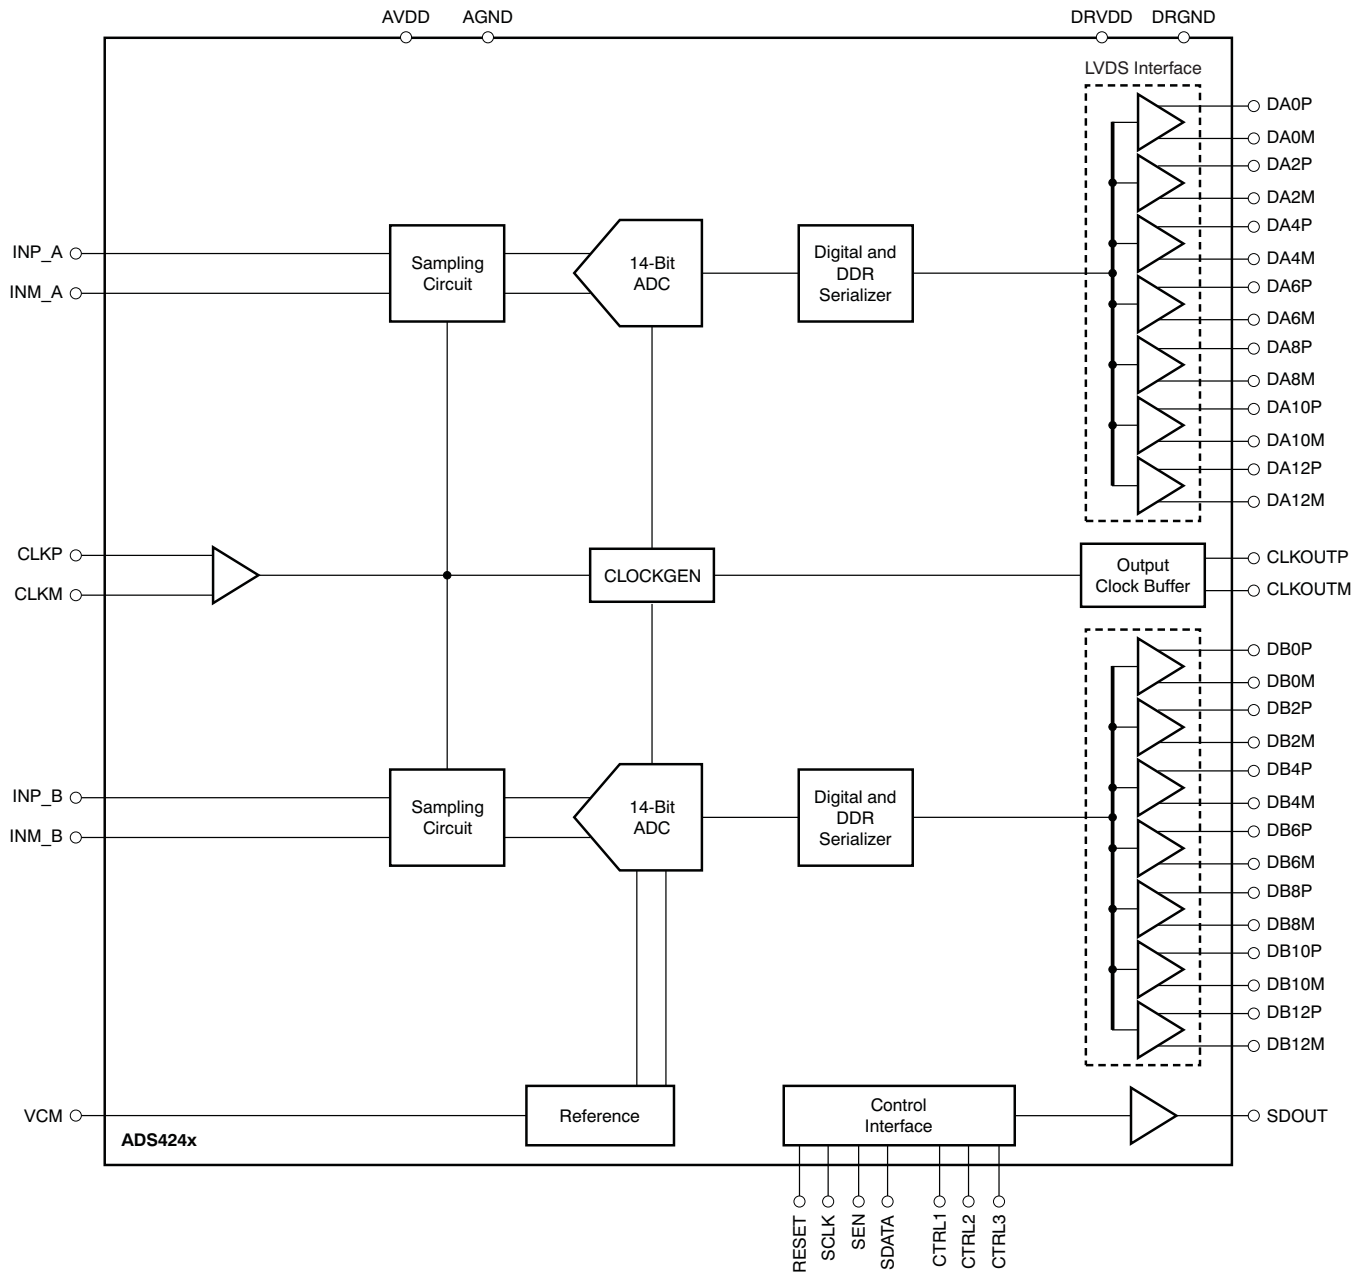 AVDD
AGND
DRVDD
DRGND
LVDS Interface
DA0P
DA0M
DA2P
DA2M
DA4P
DA4M
DA6P
DA6M
DA8P
DA8M
DA10P
DA10M
DA12P
DA12M
INP_A
INM_A
Sampling
Circuit
14-Bit
ADC
Digital and
DDR
Serializer
CLKP
CLKM
CLOCKGEN
Output
Clock Buffer
CLKOUTP
CLKOUTM
DB0P
DB0M
DB2P
DB2M
DB4P
DB4M
DB6P
DB6M
DB8P
DB8M
DB10P
DB10M
DB12P
DB12M
INP_B
INM_B
Sampling
Circuit
14-Bit
ADC
Digital and
DDR
Serializer
VCM
Reference
Control
Interface
SDOUT
ADS424x
RESET
SCLK
SEN
SDATA
CTRL1
CTRL2
CTRL3